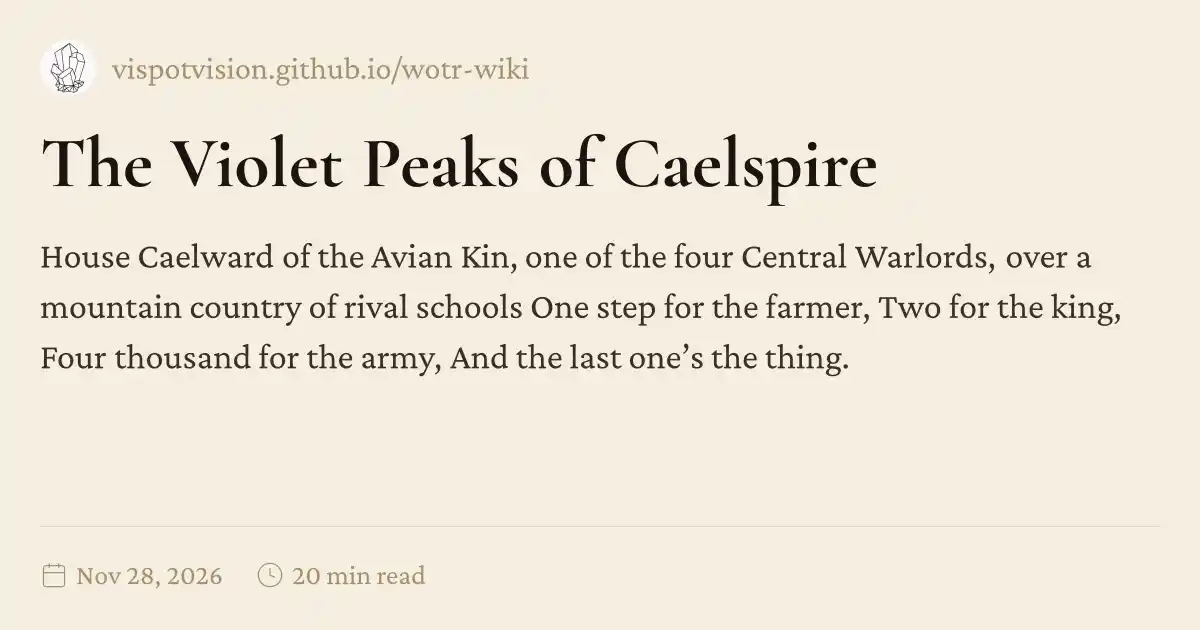 vispotvision.github.io/wotr-wiki
The Violet Peaks of Caelspire
House Caelward of the Avian Kin, one of the four Central Warlords, over a
mountain country of rival schools One step for the farmer, Two for the king,
Four thousand for the army, And the last one’s the thing.
Nov 28, 2026
20 min read